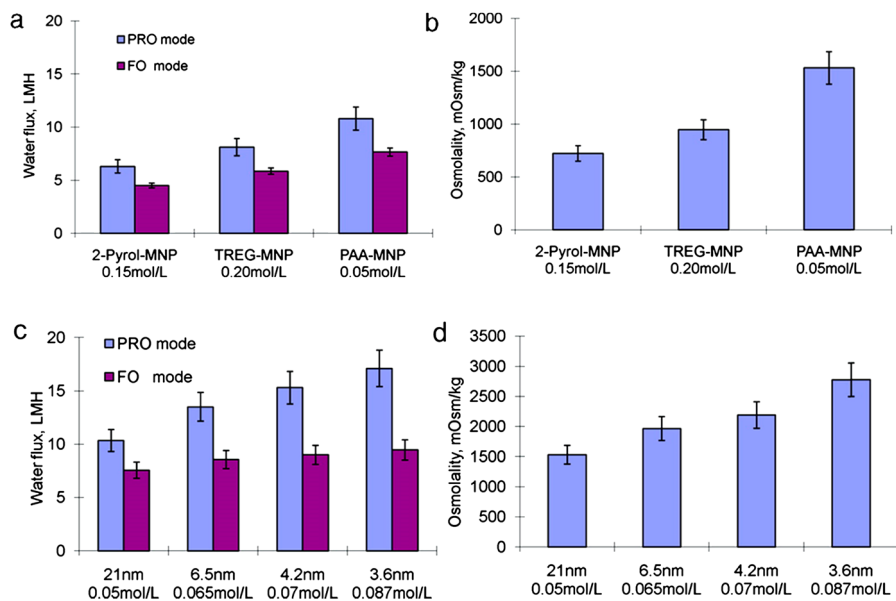 a
20
15
10
5
0
Water flux, LMH
PRO mode
FO mode
2-Pyrol-MNP TREG-MNP PAA-MNP
0.15mol/L 0.20mol/L 0.05mol/L
b
2000
1500
1000
500
0
Osmolality, mOsm/kg
2-Pyrol-MNP TREG-MNP PAA-MNP
0.15mol/L 0.20mol/L 0.05mol/L
c
20
15
10
5
0
Water flux, LMH
PRO mode
FO mode
21nm 6.5nm 4.2nm 3.6nm
0.05mol/L 0.065mol/L 0.07mol/L 0.087mol/L
d
3500
3000
2500
2000
1500
1000
500
0
Osmolality, mOsm/kg
21nm 6.5nm 4.2nm 3.6nm
0.05mol/L 0.065mol/L 0.07mol/L 0.087mol/L